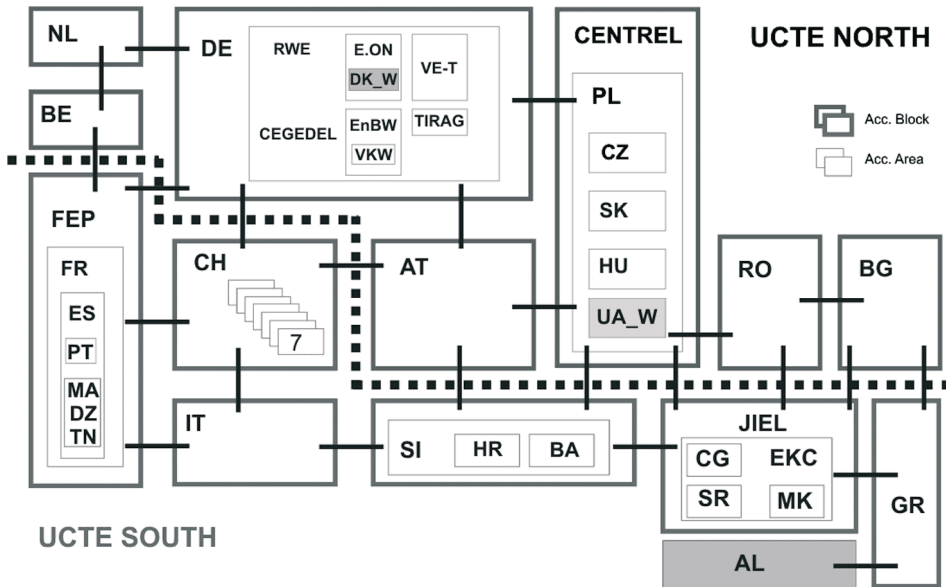 NL
DE
RWE
E.ON
DK_W
VE-T
CEGEDEL
EnBW
VKW
TIRAG
CENTREL
UCTE NORTH
PL
CZ
SK
HU
UA_W
Acc. Block
Acc. Area
BE
FEP
FR
ES
PT
MA
DZ
TN
CH
7
AT
RO
BG
IT
SI
HR
BA
JIEL
CG
EKC
SR
MK
GR
UCTE SOUTH
AL